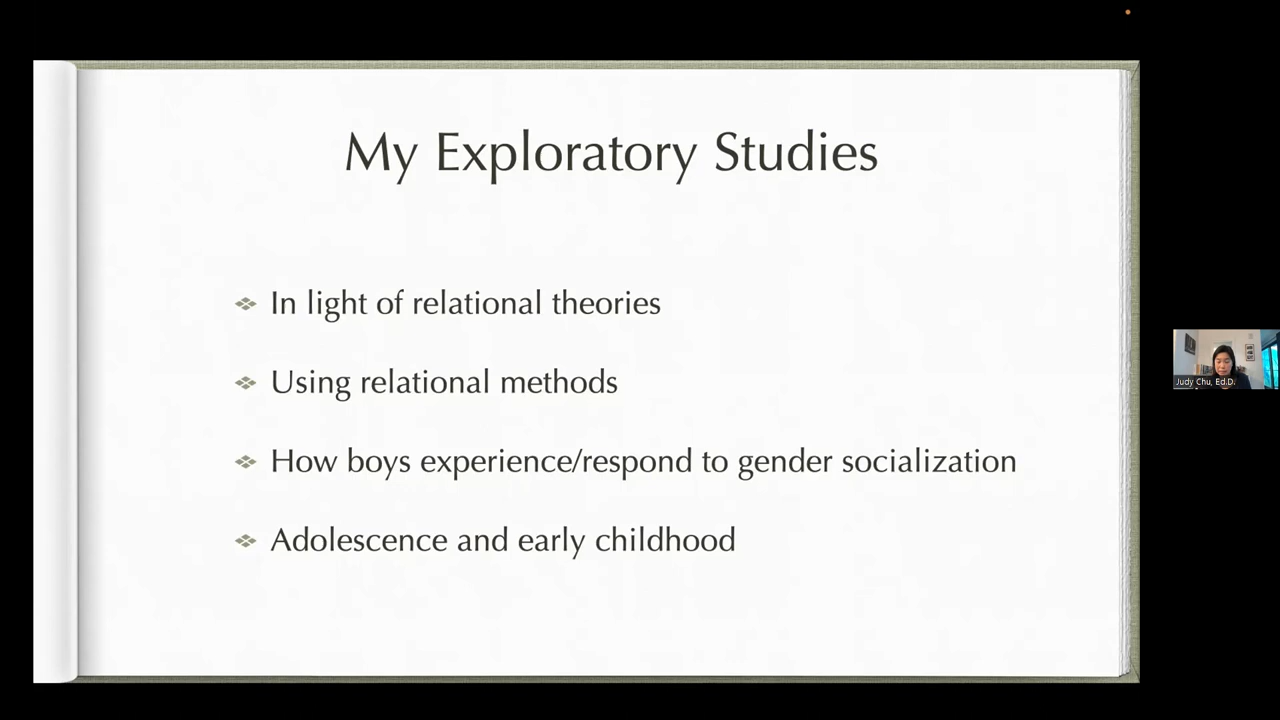 My Exploratory Studies
In light of relational theories
Using relational methods
How boys experience/respond to gender socialization
Adolescence and early childhood
Judy Chu, Ed.D.